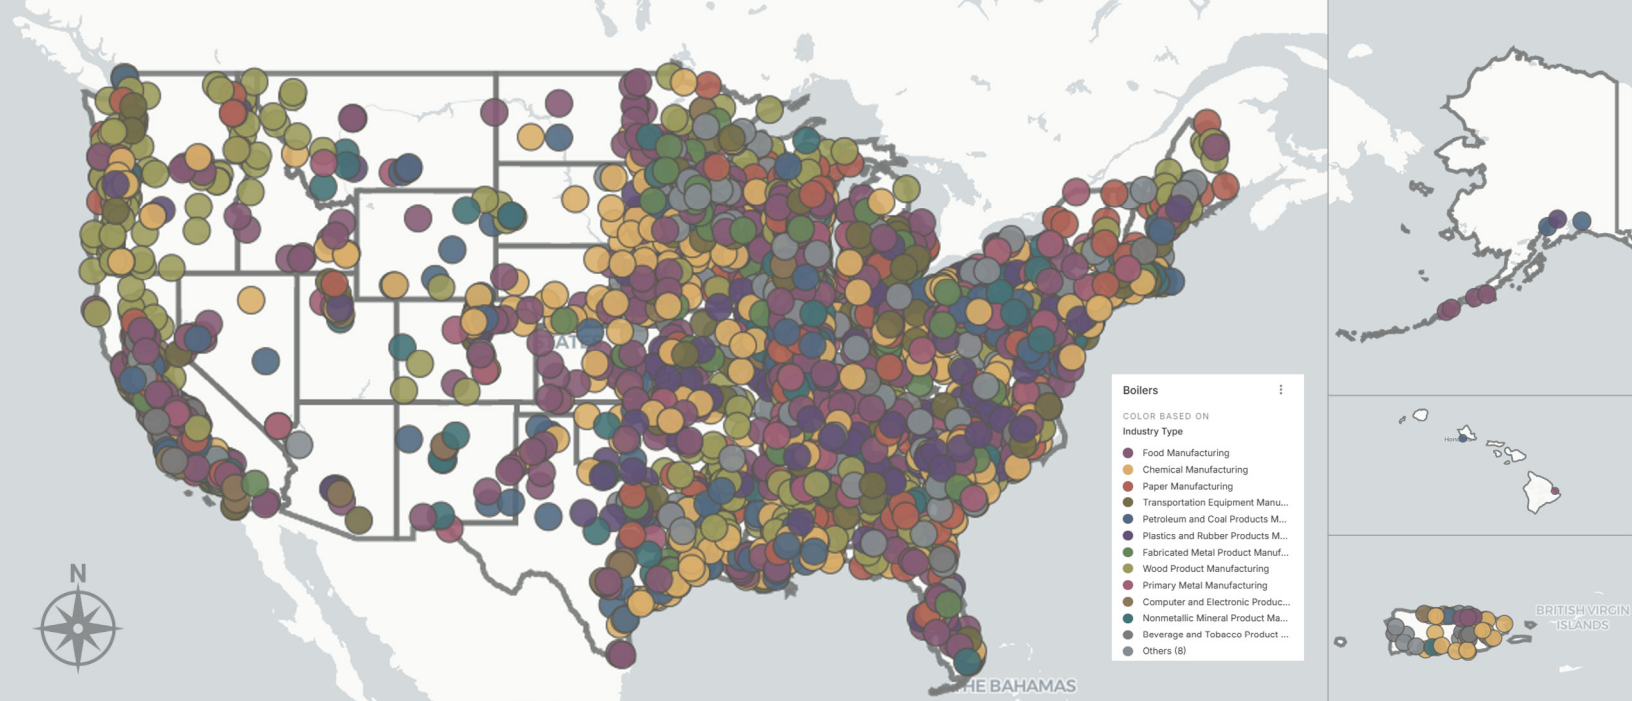 N
STATES
THE BAHAMAS
Boilers
COLOR BASED ON
Industry Type
Food Manufacturing
Chemical Manufacturing
Paper Manufacturing
Transportation Equipment Manu...
Petroleum and Coal Products M...
Plastics and Rubber Products M...
Fabricated Metal Product Manuf...
Wood Product Manufacturing
Primary Metal Manufacturing
Computer and Electronic Produc...
Nonmetallic Mineral Product Ma...
Beverage and Tobacco Product ...
Others (8)
BRITISH VIRGIN
ISLANDS